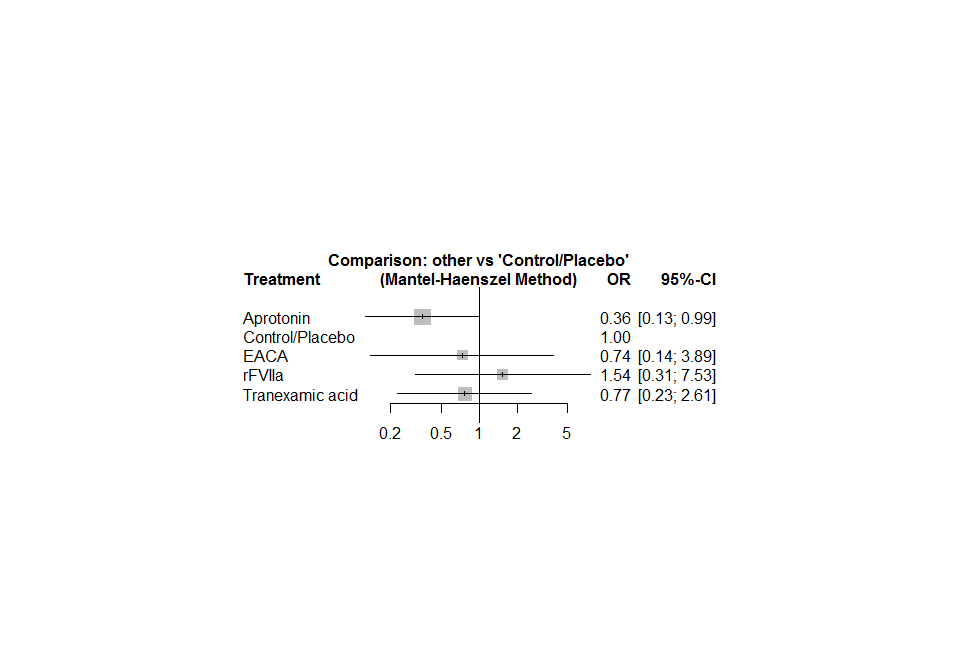 Comparison: other vs 'Control/Placebo'
Treatment (Mantel-Haenszel Method) OR 95%-CI
Aprotonin 0.36 [0.13; 0.99]
Control/Placebo 1.00
EACA 0.74 [0.14; 3.89]
rFVIIa 1.54 [0.31; 7.53]
Tranexamic acid 0.77 [0.23; 2.61]
0.2 0.5 1 2 5